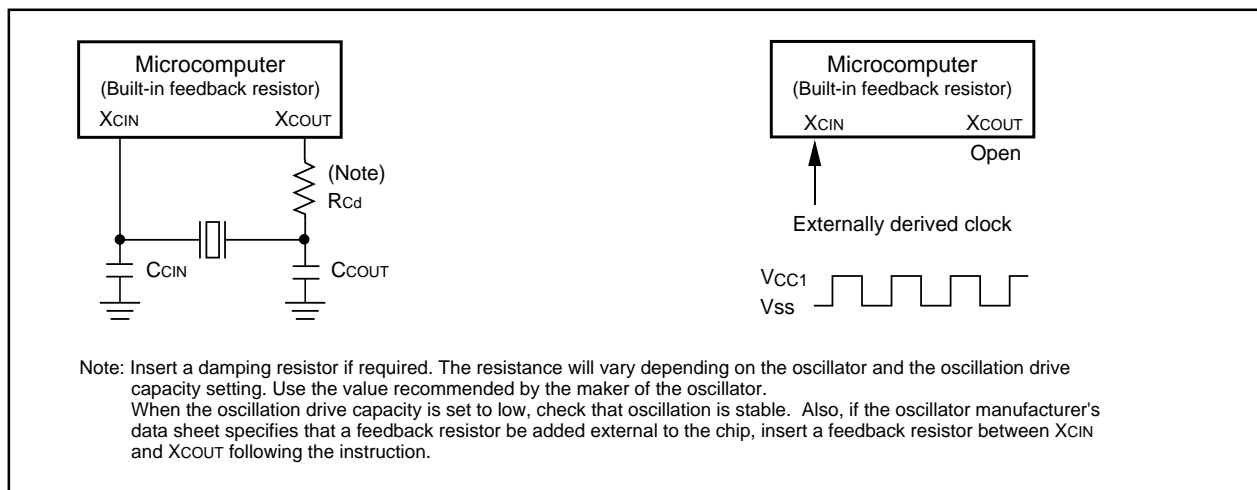 Microcomputer
(Built-in feedback resistor)
XCIN XCOUT
(Note)
RCd
CCIN
CCOUT
Microcomputer
(Built-in feedback resistor)
XCIN XCOUT
Open
Externally derived clock
VCC1
Vss
Note: Insert a damping resistor if required. The resistance will vary depending on the oscillator and the oscillation drive
capacity setting. Use the value recommended by the maker of the oscillator.
When the oscillation drive capacity is set to low, check that oscillation is stable. Also, if the oscillator manufacturer's
data sheet specifies that a feedback resistor be added external to the chip, insert a feedback resistor between XCIN
and XCOUT following the instruction.